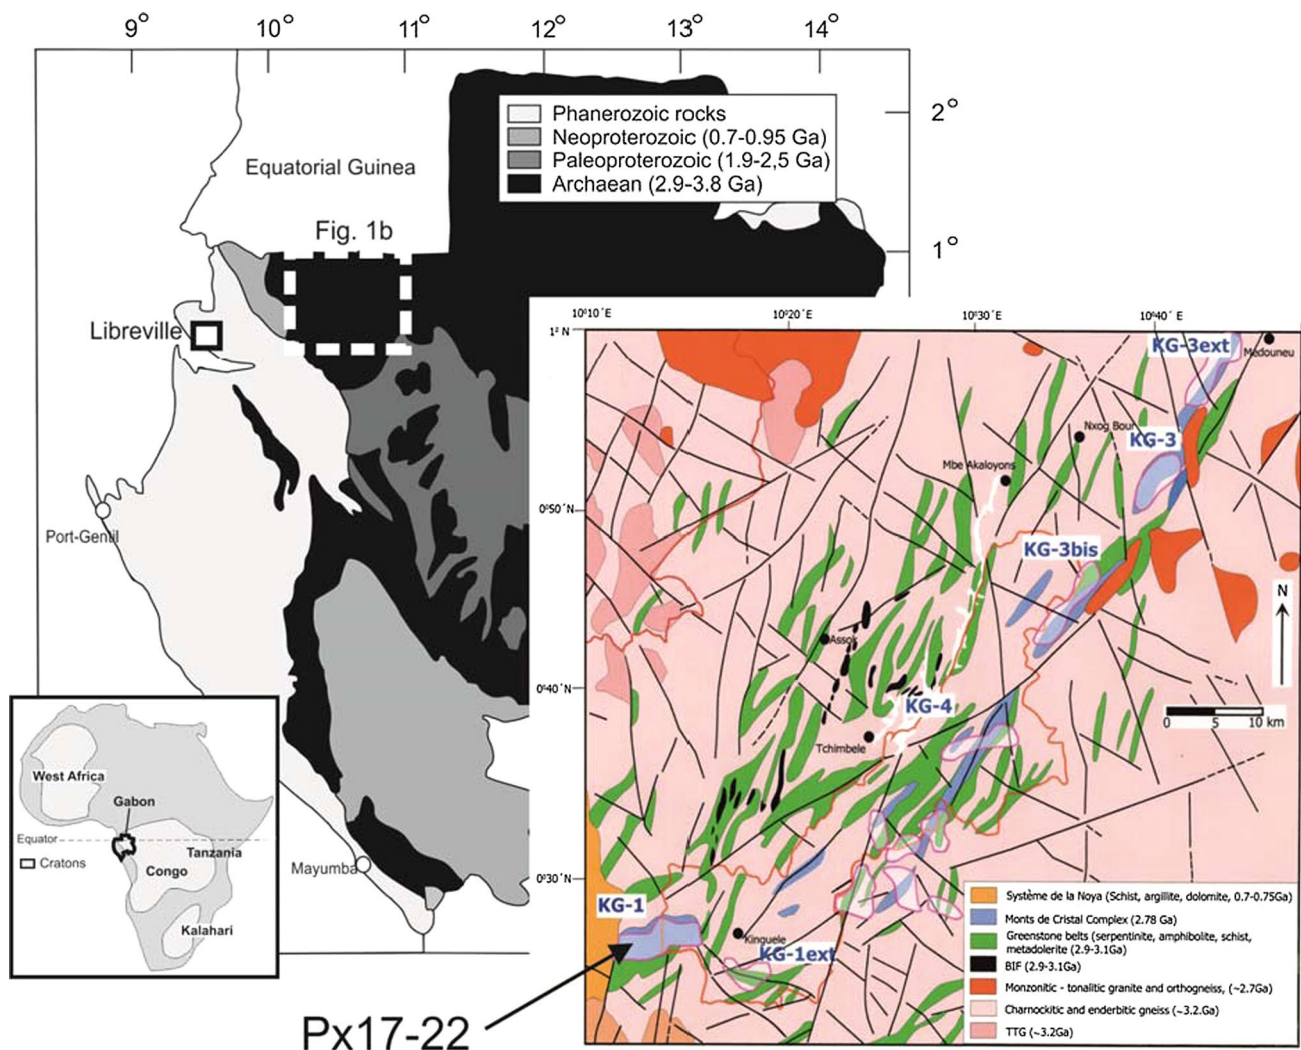 9° 10° 11° 12° 13° 14°
2°
1°
Phanerozoic rocks
Neoproterozoic (0.7-0.95 Ga)
Paleoproterozoic (1.9-2,5 Ga)
Archaean (2.9-3.8 Ga)
Equatorial Guinea
Fig. 1b
Libreville
Port-Gentil
Mayumba
West Africa
Gabon
Equator
Cratons
Tanzania
Congo
Kalahari
10°10' E 10°20' E 10°30' E 10°40' E
1° N
0°50' N
0°40' N
0°30' N
KG-3ext
Medouneu
Nxog Bour
KG-3
Mbe Akaloyons
KG-3bis
N
Assok
KG-4
0 5 10 km
Tchimbele
KG-1
Kinguele
KG-1ext
Px17-22
Système de la Noya (Schist, argillite, dolomite, 0.7-0.75Ga)
Monts de Cristal Complex (2.78 Ga)
Greenstone belts (serpentinite, amphibolite, schist,
metadolerite (2.9-3.1Ga)
BIF (2.9-3.1Ga)
Monzonitic - tonalitic granite and orthogneiss, (~2.7Ga)
Charnockitic and enderbitic gneiss (~3.2.Ga)
TTG (~3.2Ga)